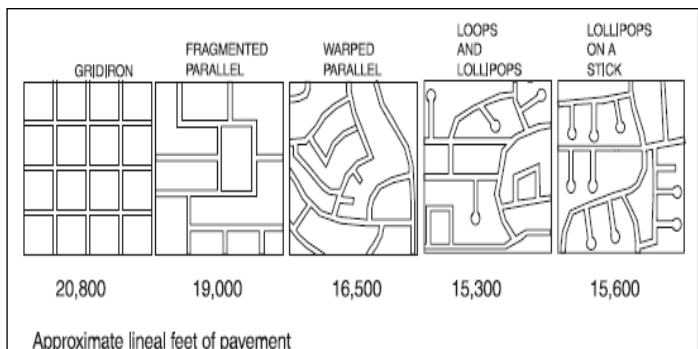 GRIDIRON
FRAGMENTED
PARALLEL
WARPED
PARALLEL
LOOPS
AND
LOLLIPOPS
LOLLIPOPS
ON A
STICK
20,800
19,000
16,500
15,300
15,600
Approximate lineal feet of pavement